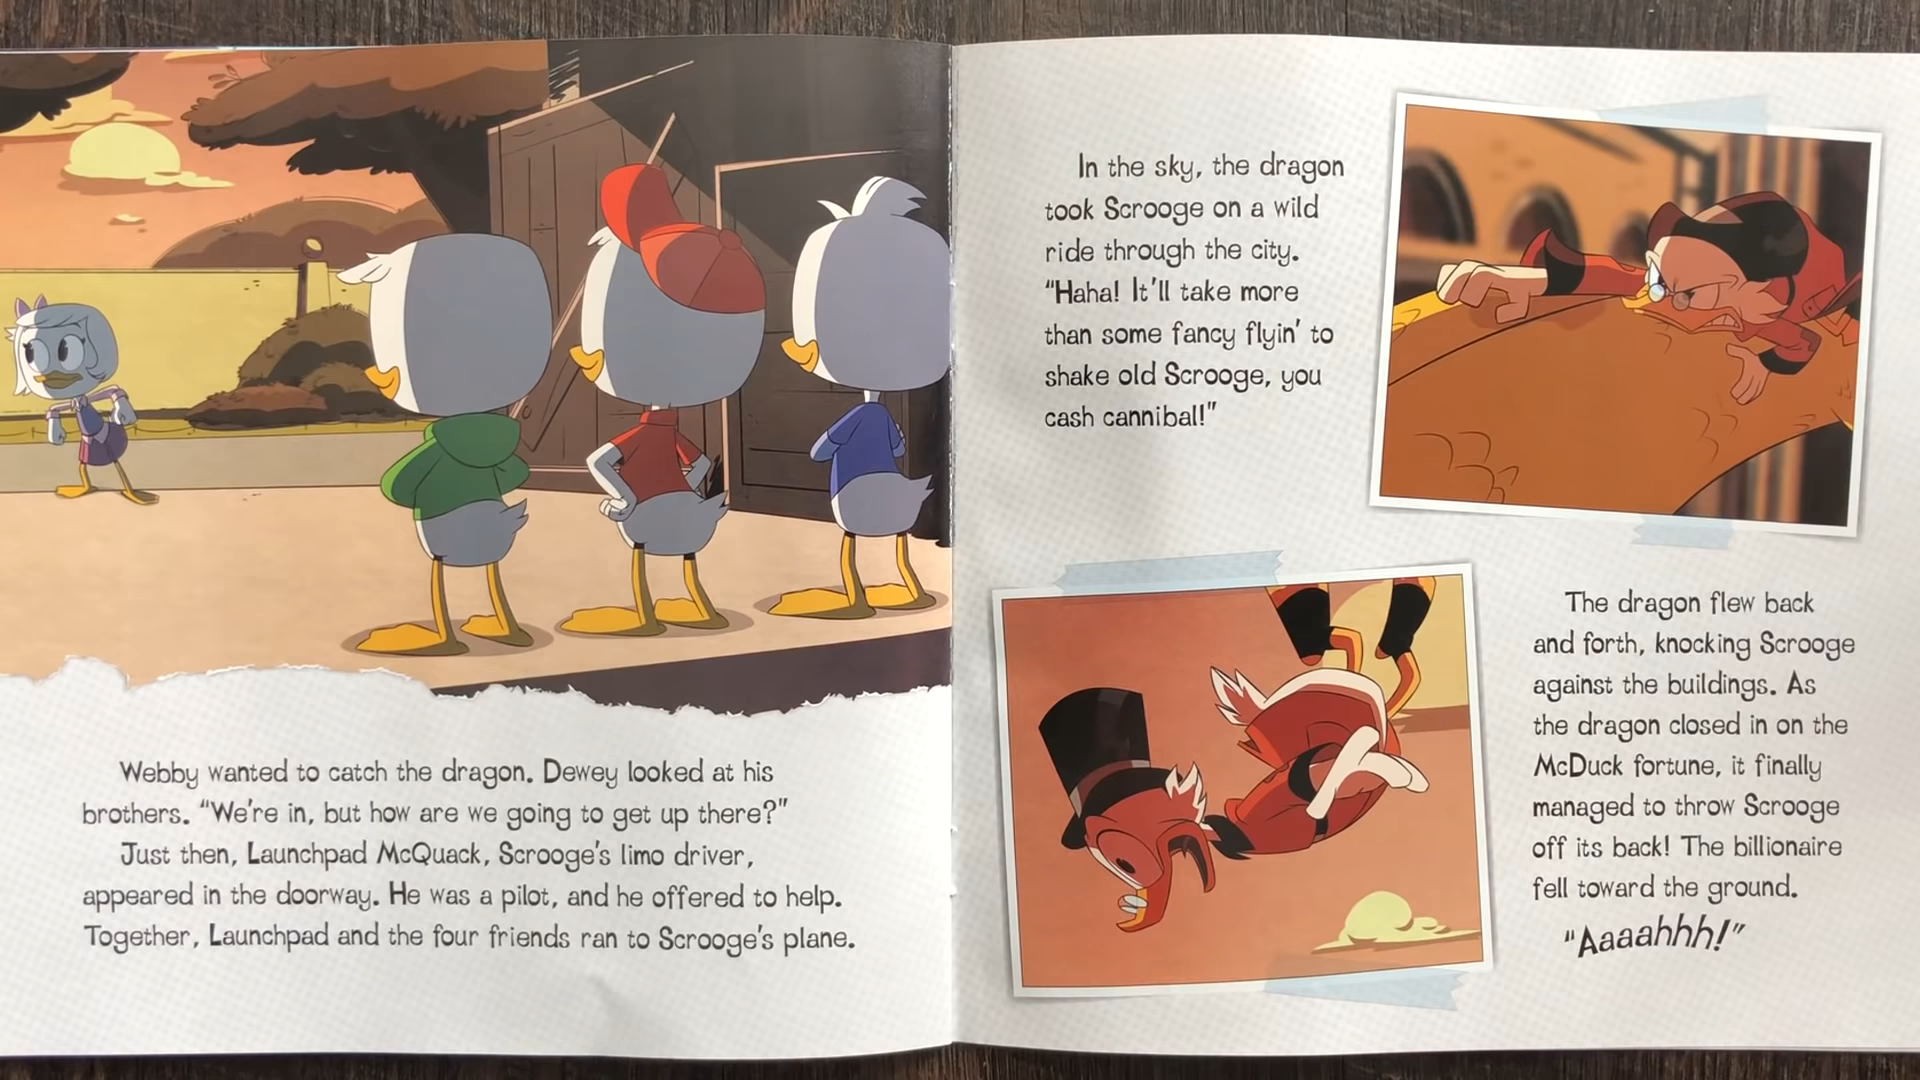 Webby wanted to catch the dragon. Dewey looked at his
brothers. “We’re in, but how are we going to get up there?”
Just then, Launchpad McQuack, Scrooge’s limo driver,
appeared in the doorway. He was a pilot, and he offered to help.
Together, Launchpad and the four friends ran to Scrooge’s plane.
In the sky, the dragon
took Scrooge on a wild
ride through the city.
“Haha! It’ll take more
than some fancy flyin’ to
shake old Scrooge, you
cash cannibal!”
The dragon flew back
and forth, knocking Scrooge
against the buildings. As
the dragon closed in on the
McDuck fortune, it finally
managed to throw Scrooge
off its back! The billionaire
fell toward the ground.
“Aaaahhh!”